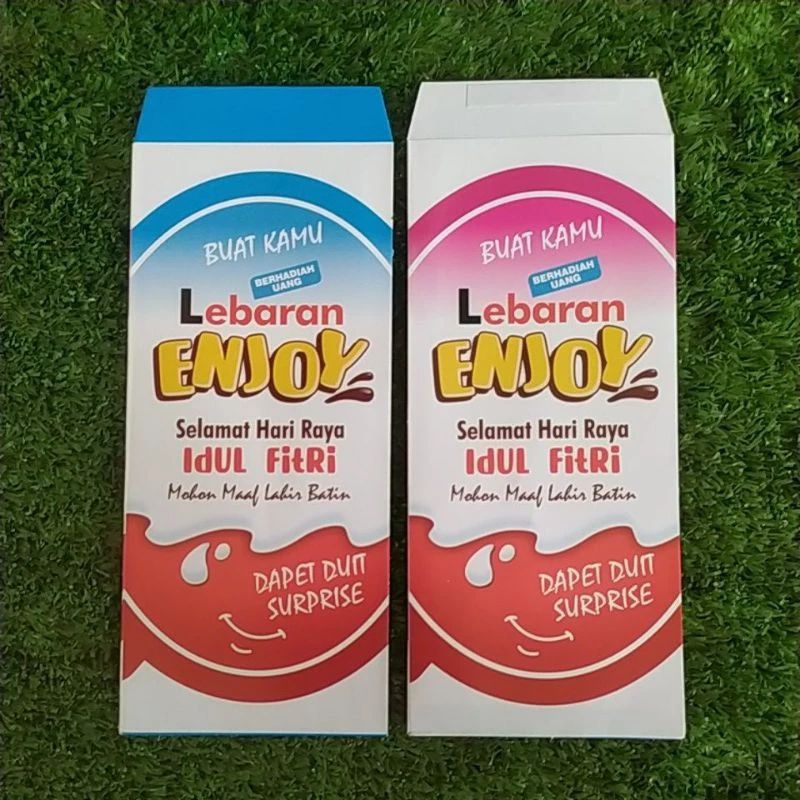 BUAT KAMU
BERHADIAH
UANG
Lebaran
ENJOY
Selamat Hari Raya
IdUL FitRi
Mohon Maaf Lahir Batin
DAPET DUIT
SURPRISE
BUAT KAMU
BERHADIAH
UANG
Lebaran
ENJOY
Selamat Hari Raya
IdUL FitRi
Mohon Maaf Lahir Batin
DAPET DUIT
SURPRISE